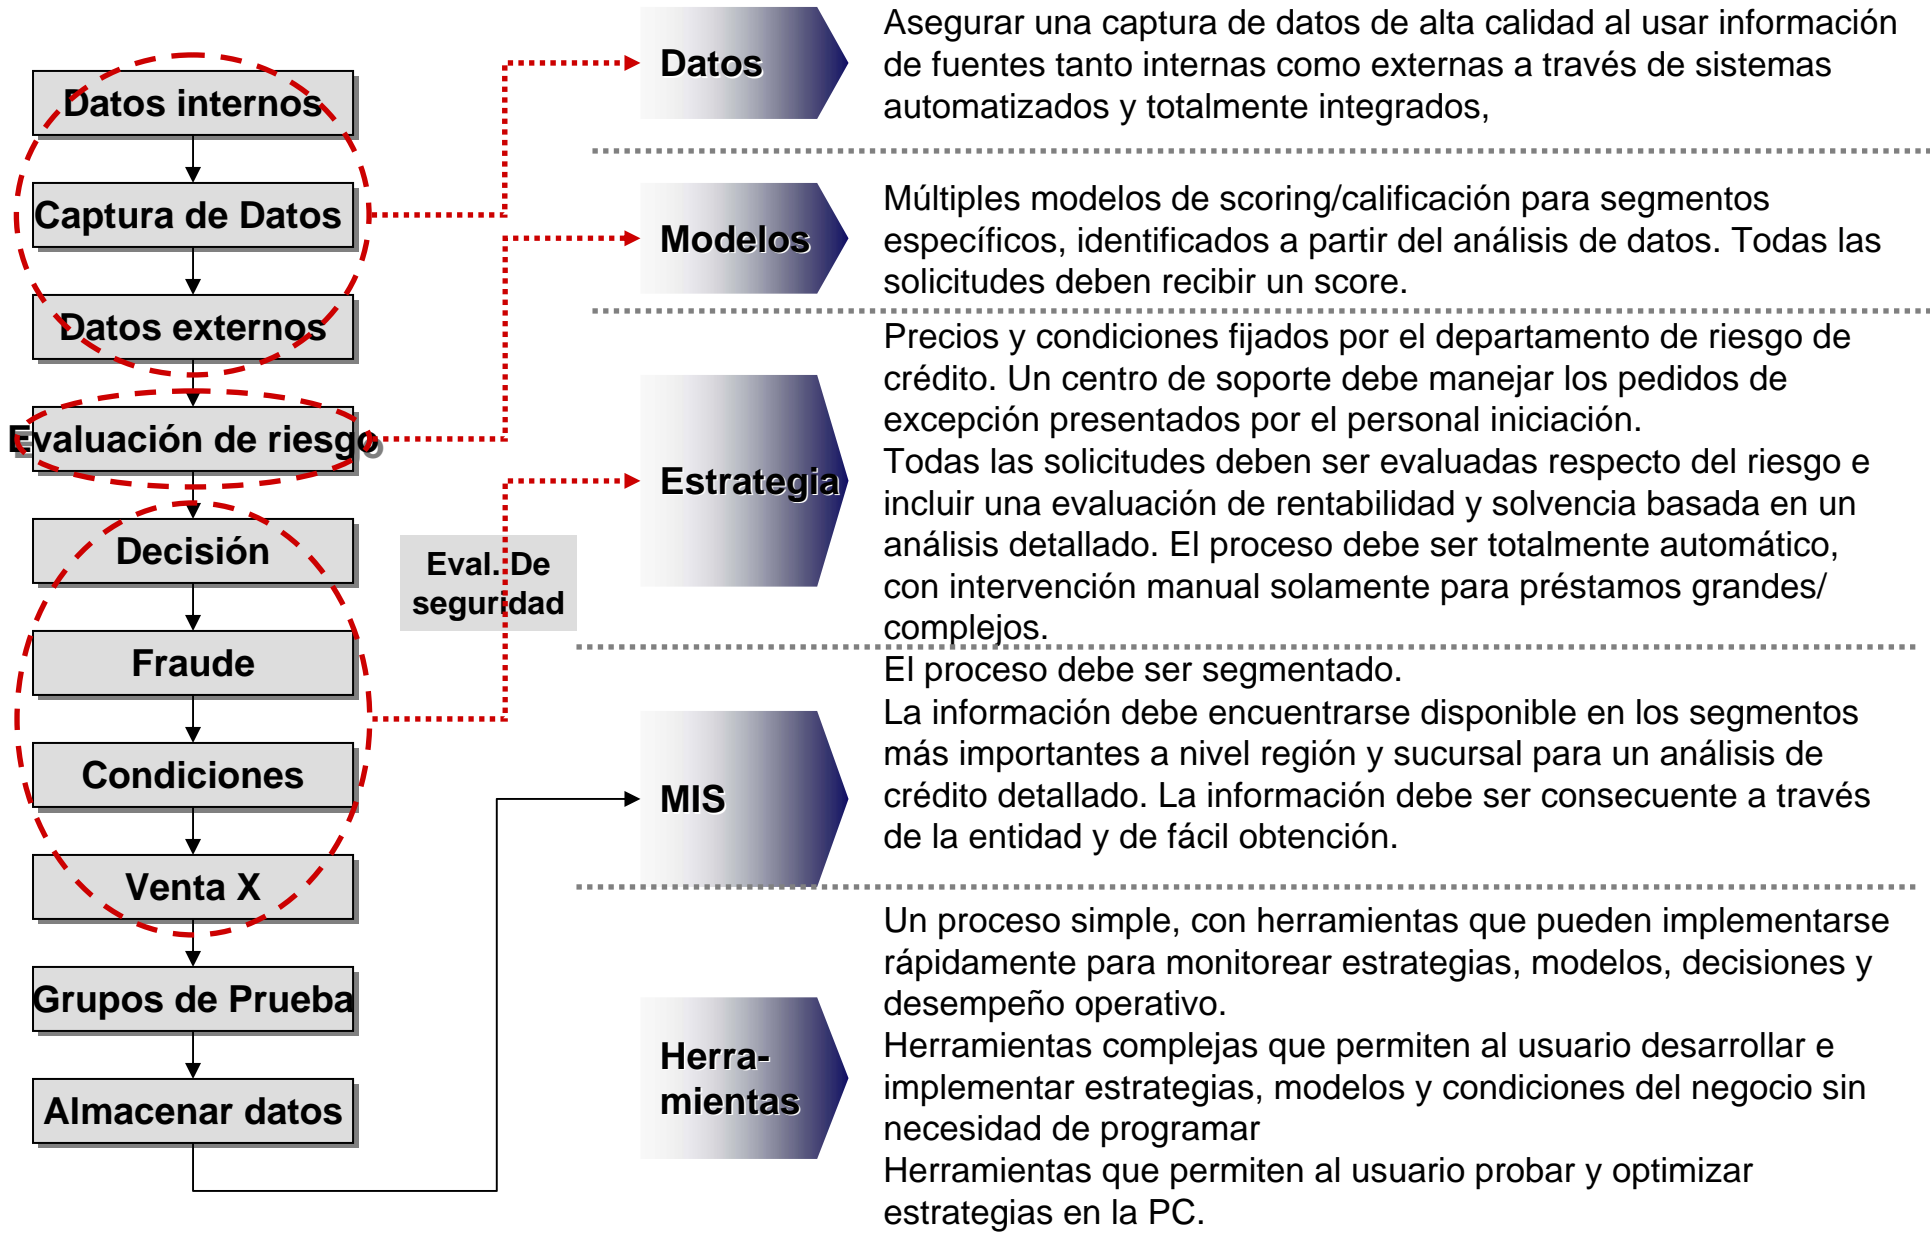 Datos internos
Captura de Datos
Datos externos
Evaluación de riesgo
Decisión
Fraude
Condiciones
Venta X
Grupos de Prueba
Almacenar datos
Eval. De
seguridad
Datos
Asegurar una captura de datos de alta calidad al usar información
de fuentes tanto internas como externas a través de sistemas
automatizados y totalmente integrados,
Modelos
Múltiples modelos de scoring/calificación para segmentos
específicos, identificados a partir del análisis de datos. Todas las
solicitudes deben recibir un score.
Estrategia
Precios y condiciones fijados por el departamento de riesgo de
crédito. Un centro de soporte debe manejar los pedidos de
excepción presentados por el personal iniciación.
Todas las solicitudes deben ser evaluadas respecto del riesgo e
incluir una evaluación de rentabilidad y solvencia basada en un
análisis detallado. El proceso debe ser totalmente automático,
con intervención manual solamente para préstamos grandes/
complejos.
El proceso debe ser segmentado.
MIS
La información debe encuentrarse disponible en los segmentos
más importantes a nivel región y sucursal para un análisis de
crédito detallado. La información debe ser consecuente a través
de la entidad y de fácil obtención.
Herra-
mientas
Un proceso simple, con herramientas que pueden implementarse
rápidamente para monitorear estrategias, modelos, decisiones y
desempeño operativo.
Herramientas complejas que permiten al usuario desarrollar e
implementar estrategias, modelos y condiciones del negocio sin
necesidad de programar
Herramientas que permiten al usuario probar y optimizar
estrategias en la PC.